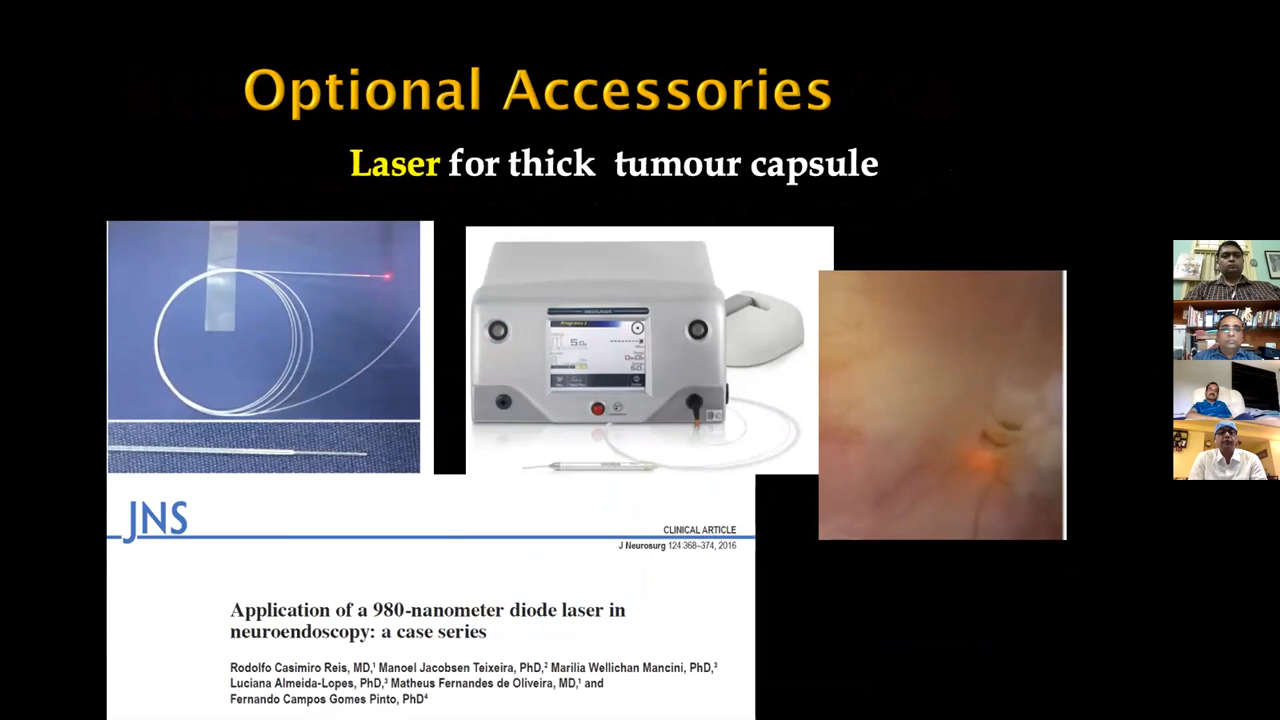 Optional Accessories
Laser for thick tumour capsule
Programs 1
JNS
CLINICAL ARTICLE
J Neurosurg 124:368–374, 2016
Application of a 980-nanometer diode laser in
neuroendoscopy: a case series
Rodolfo Casimiro Reis, MD,¹ Manoel Jacobsen Teixeira, PhD,² Marilia Wellichan Mancini, PhD,³
Luciana Almeida-Lopes, PhD,³ Matheus Fernandes de Oliveira, MD,¹ and
Fernando Campos Gomes Pinto, PhD⁴